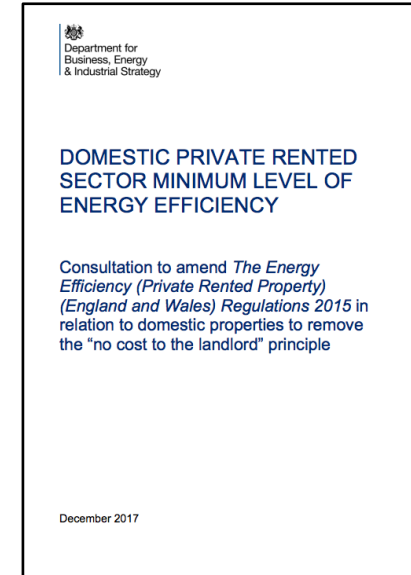 Department for
Business, Energy
& Industrial Strategy
DOMESTIC PRIVATE RENTED
SECTOR MINIMUM LEVEL OF
ENERGY EFFICIENCY
Consultation to amend The Energy
Efficiency (Private Rented Property)
(England and Wales) Regulations 2015 in
relation to domestic properties to remove
the “no cost to the landlord” principle
December 2017